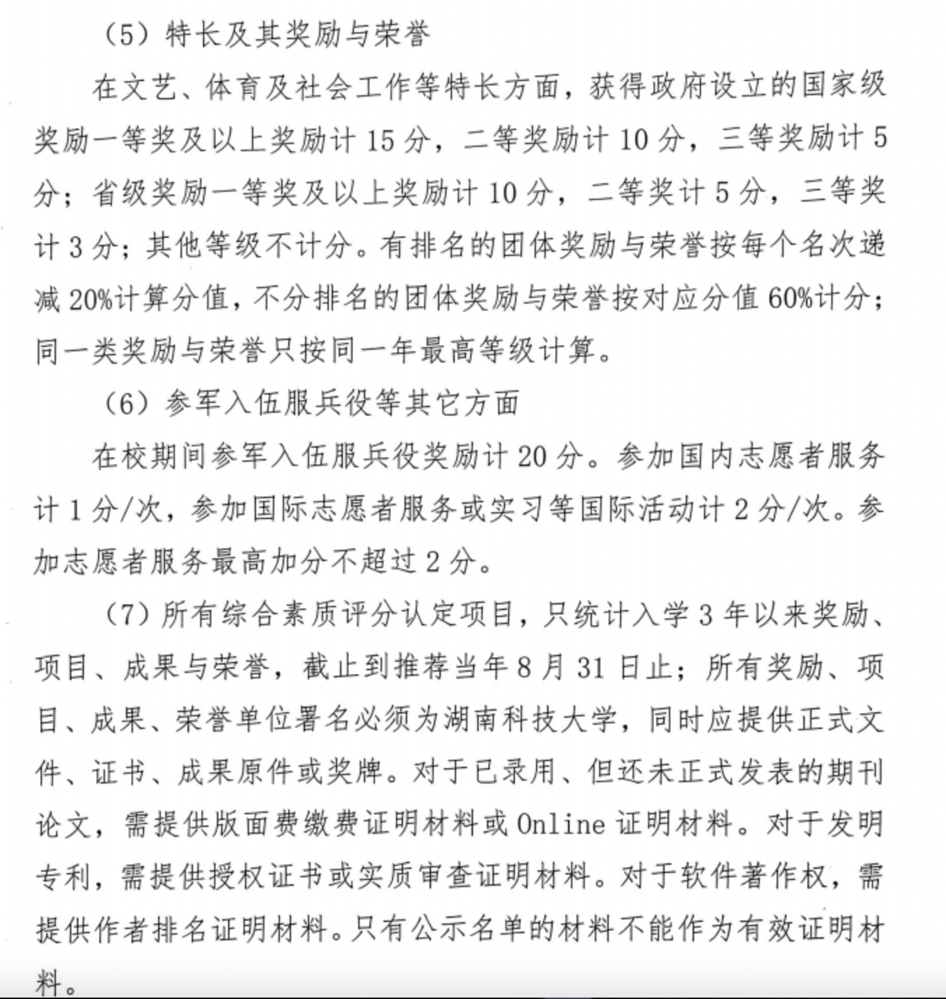 （5）特长及其奖励与荣誉
在文艺、体育及社会工作等特长方面，获得政府设立的国家级
奖励一等奖及以上奖励计 15 分，二等奖励计 10 分，三等奖励计 5
分；省级奖励一等奖及以上奖励计 10 分，二等奖计 5 分，三等奖
计 3 分；其他等级不计分。有排名的团体奖励与荣誉按每个名次递
减 20%计算分值，不分排名的团体奖励与荣誉按对应分值 60%计分；
同一类奖励与荣誉只按同一年最高等级计算。
（6）参军入伍服兵役等其它方面
在校期间参军入伍服兵役奖励计 20 分。参加国内志愿者服务
计 1 分/次，参加国际志愿者服务或实习等国际活动计 2 分/次。参
加志愿者服务最高加分不超过 2 分。
（7）所有综合素质评分认定项目，只统计入学 3 年以来奖励、
项目、成果与荣誉，截止到推荐当年 8 月 31 日止；所有奖励、项
目、成果、荣誉单位署名必须为湖南科技大学，同时应提供正式文
件、证书、成果原件或奖牌。对于已录用、但还未正式发表的期刊
论文，需提供版面费缴费证明材料或 Online 证明材料。对于发明
专利，需提供授权证书或实质审查证明材料。对于软件著作权，需
提供作者排名证明材料。只有公示名单的材料不能作为有效证明材
料。